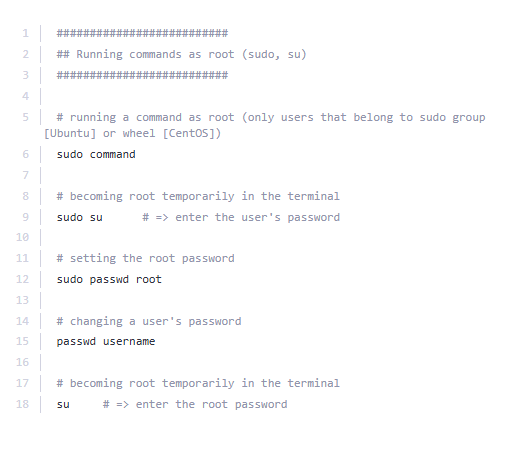 1 ##########################
2 ## Running commands as root (sudo, su)
3 ##########################
4
5 # running a command as root (only users that belong to sudo group
[Ubuntu] or wheel [CentOS])
6 sudo command
7
8 # becoming root temporarily in the terminal
9 sudo su # => enter the user's password
10
11 # setting the root password
12 sudo passwd root
13
14 # changing a user's password
15 passwd username
16
17 # becoming root temporarily in the terminal
18 su # => enter the root password